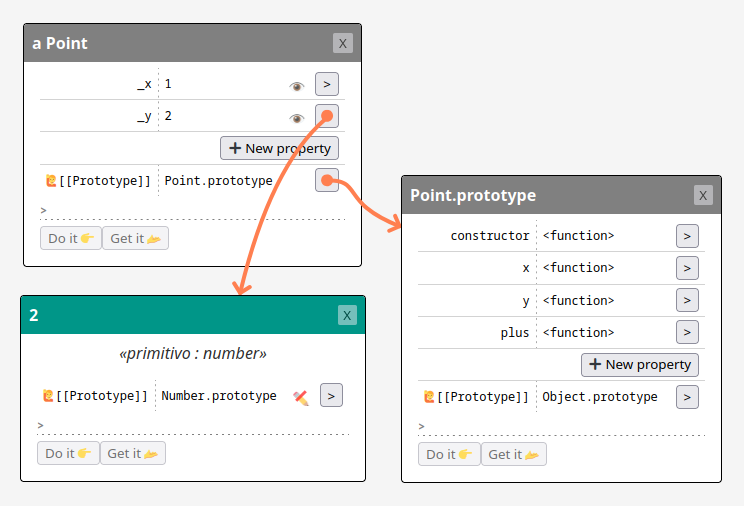 a Point X
_x 1 >
_y 2
+ New property
[[Prototype]] Point.prototype
>
Do it Get it
Point.prototype X
constructor <function> >
x <function> >
y <function> >
plus <function> >
+ New property
[[Prototype]] Object.prototype >
>
Do it Get it
2 X
«primitivo : number»
[[Prototype]] Number.prototype >
>
Do it Get it